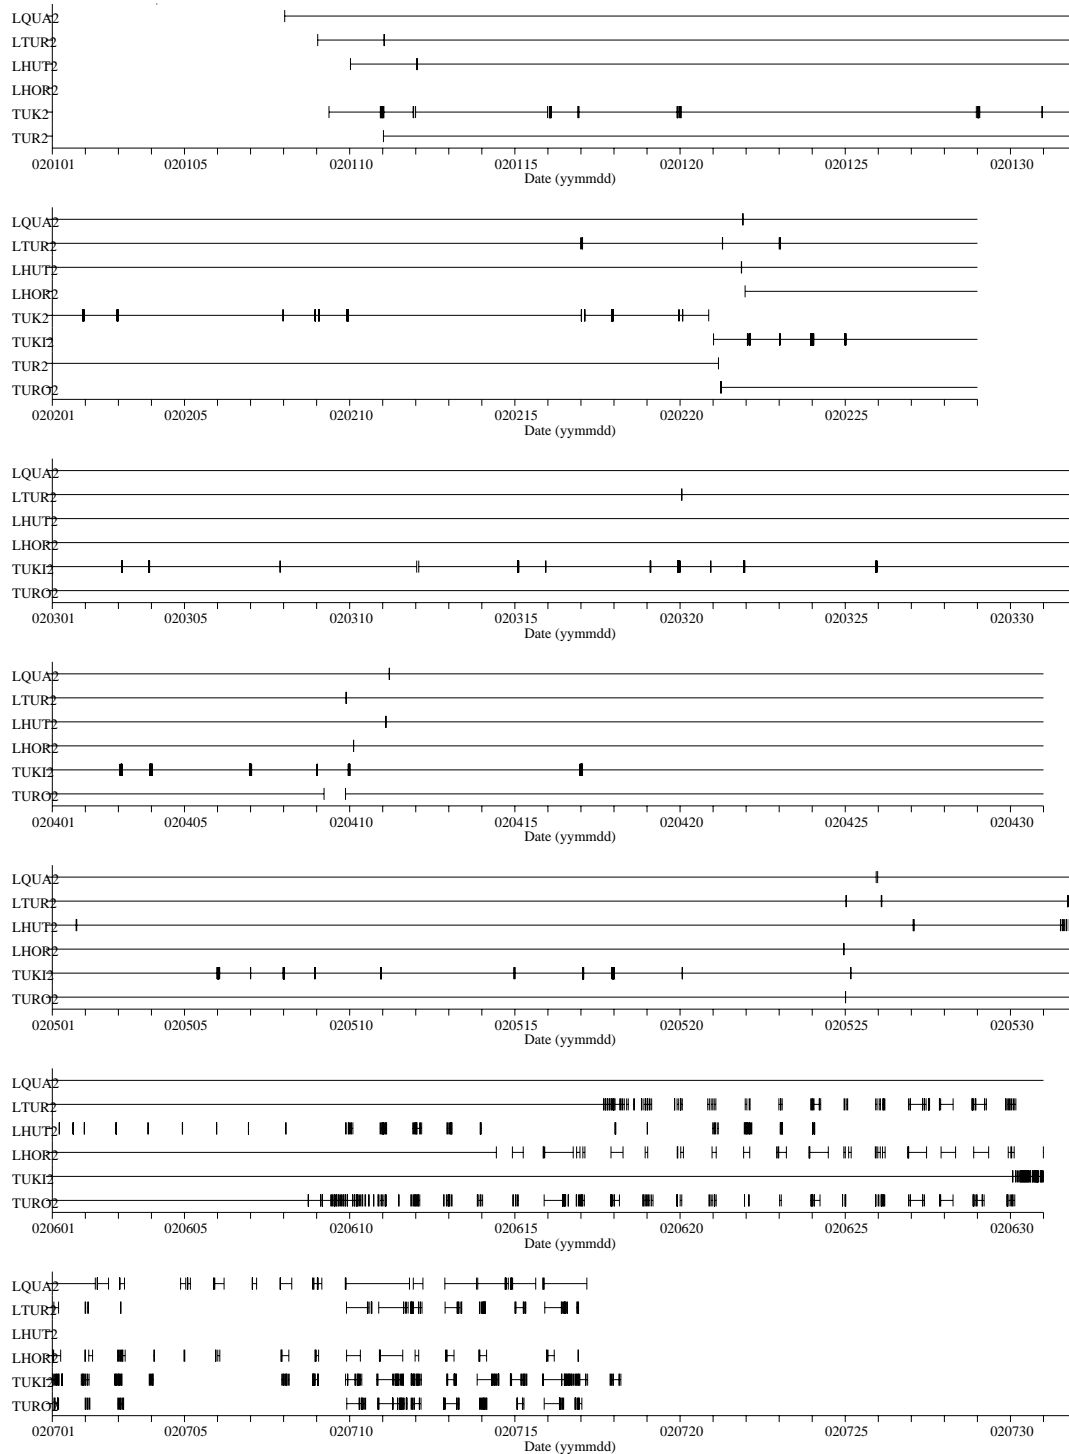 LQUA2
LTUR2
LHUT2
LHOR2
TUK2
TUR2
020101 020105 020110 020115 020120 020125 020130
Date (yymmdd)
LQUA2
LTUR2
LHUT2
LHOR2
TUK2
TUKI2
TUR2
TURO2
020201 020205 020210 020215 020220 020225
Date (yymmdd)
LQUA2
LTUR2
LHUT2
LHOR2
TUKI2
TURO2
020301 020305 020310 020315 020320 020325 020330
Date (yymmdd)
LQUA2
LTUR2
LHUT2
LHOR2
TUKI2
TURO2
020401 020405 020410 020415 020420 020425 020430
Date (yymmdd)
LQUA2
LTUR2
LHUT2
LHOR2
TUKI2
TURO2
020501 020505 020510 020515 020520 020525 020530
Date (yymmdd)
LQUA2
LTUR2
LHUT2
LHOR2
TUKI2
TURO2
020601 020605 020610 020615 020620 020625 020630
Date (yymmdd)
LQUA2
LTUR2
LHUT2
LHOR2
TUKI2
TURO2
020701 020705 020710 020715 020720 020725 020730
Date (yymmdd)